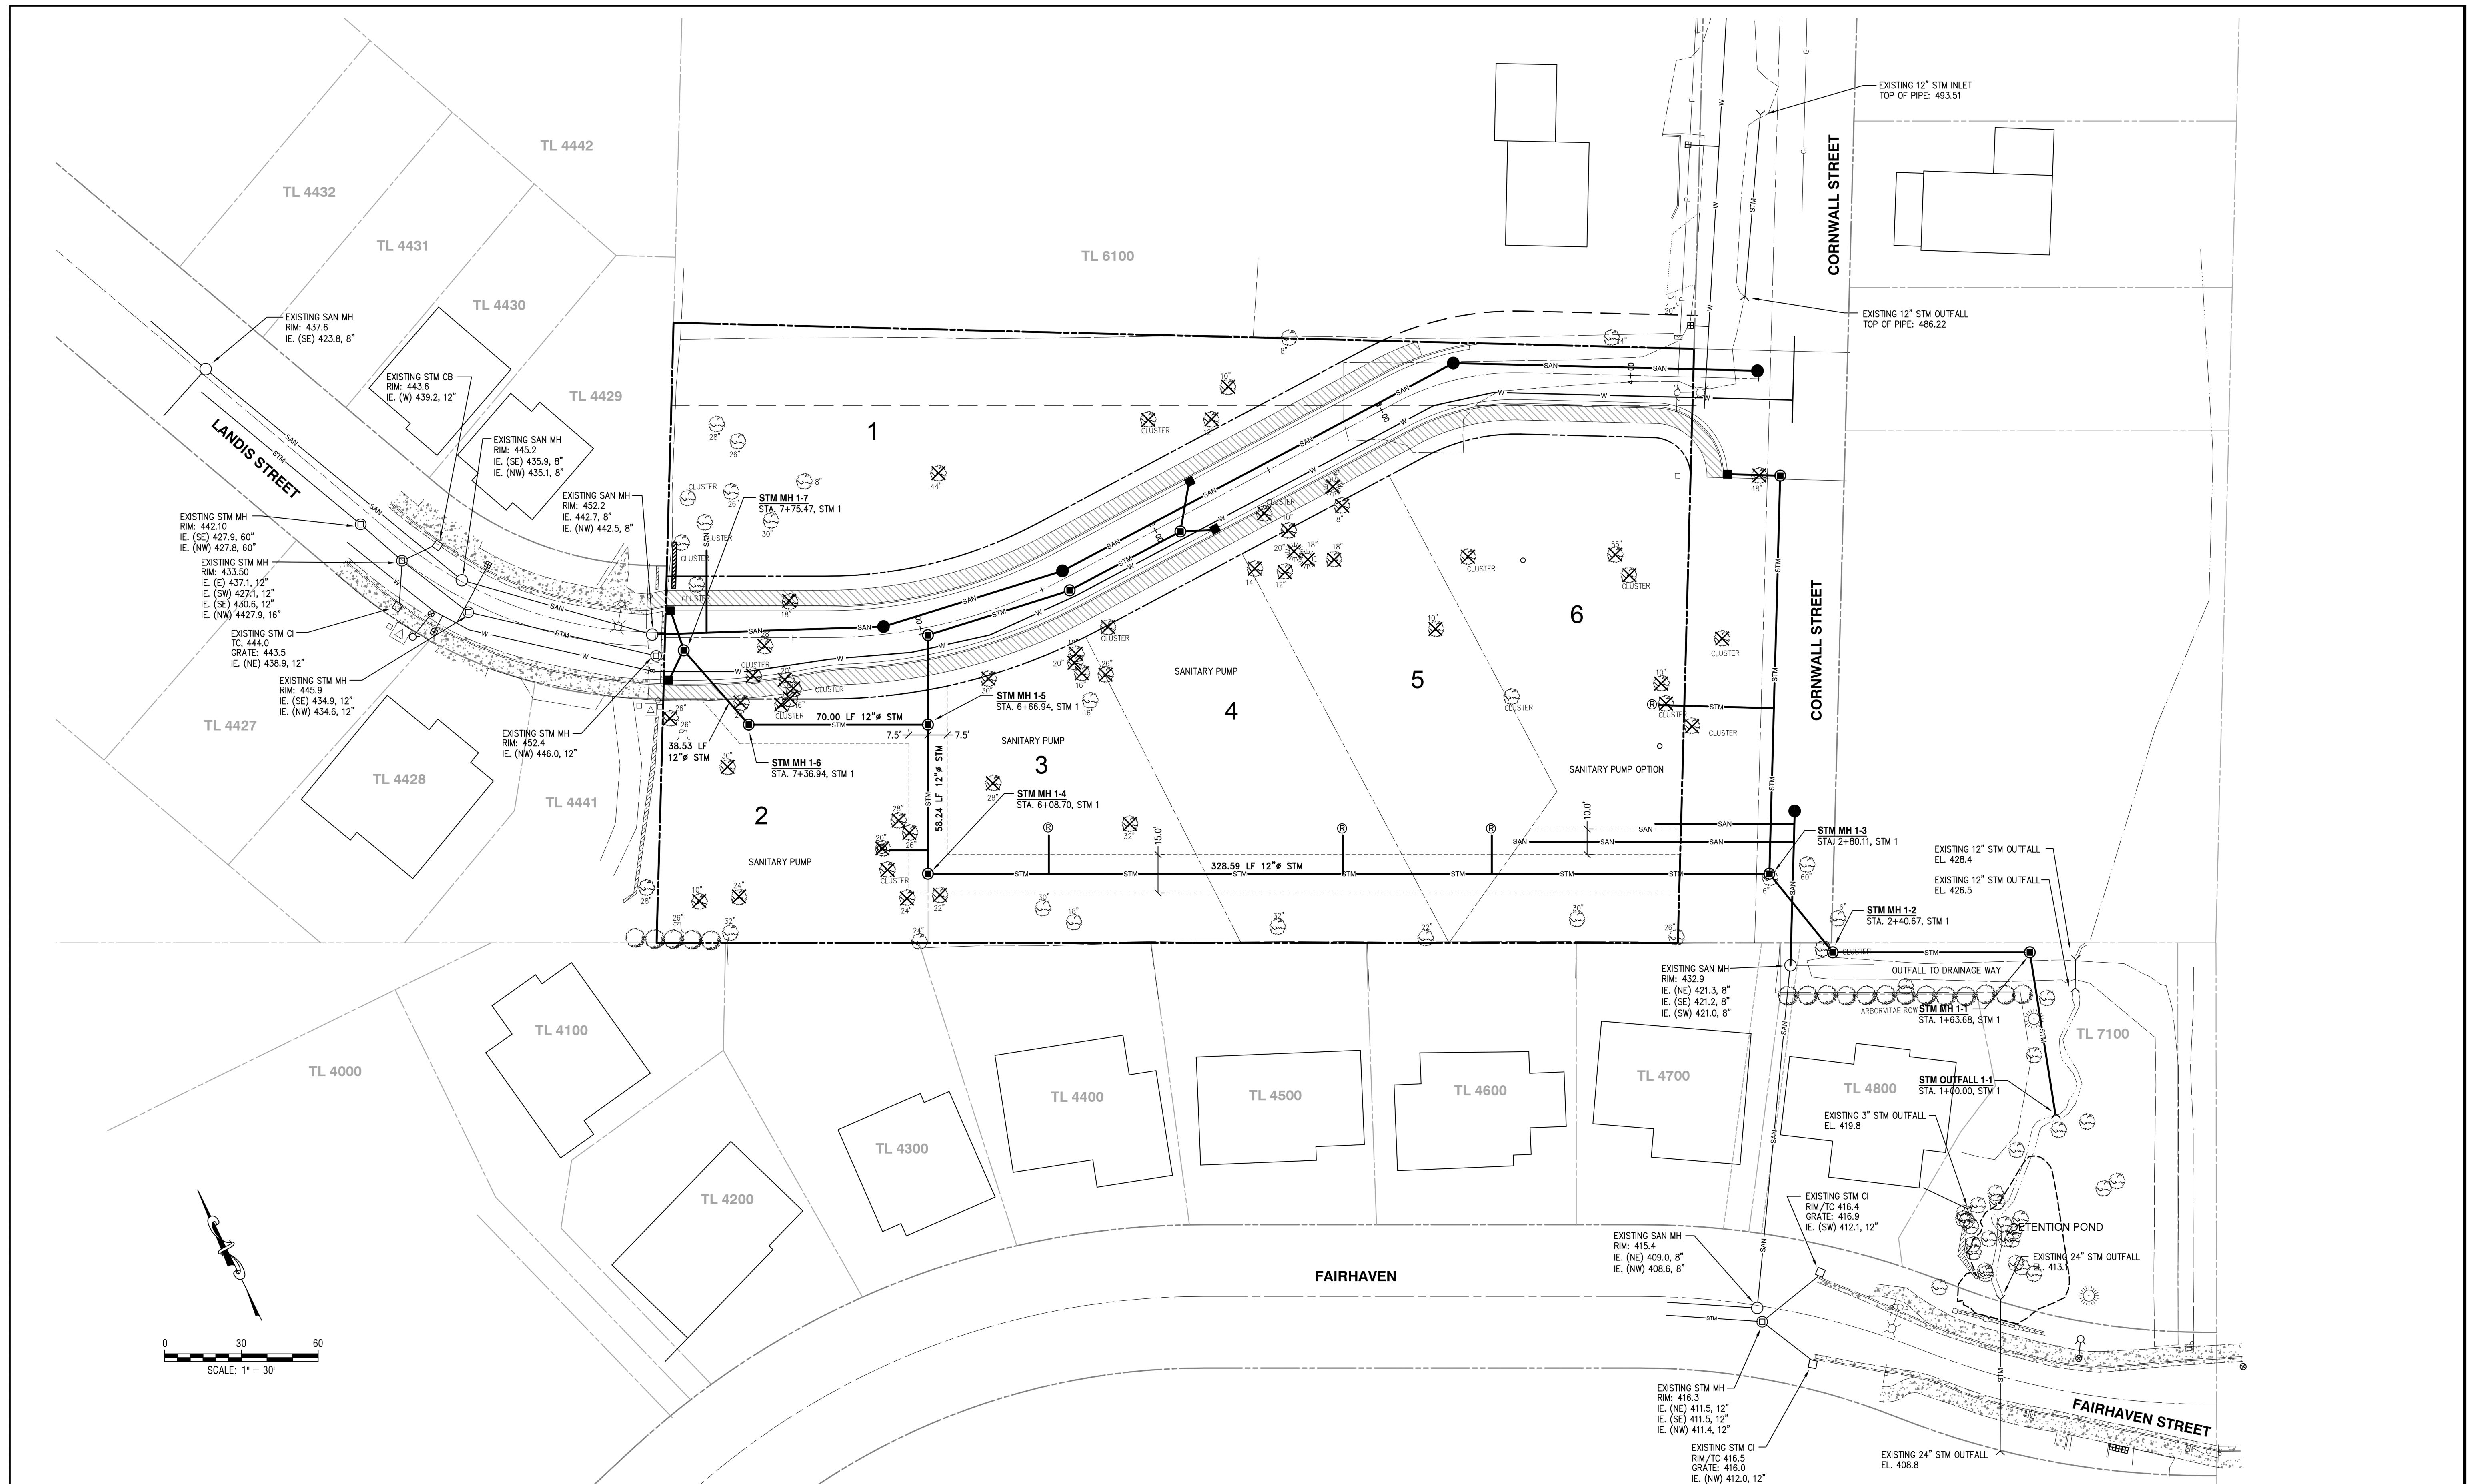 EXISTING 12" STM INLET
TOP OF PIPE: 493.51
CORNWALL STREET
TL 4442
TL 4432
TL 4431
TL 6100
TL 4430
EXISTING SAN MH
RIM: 437.6
IE. (SE) 423.8, 8"
EXISTING 12" STM OUTFALL
TOP OF PIPE: 486.22
EXISTING STM CB
RIM: 443.6
IE. (W) 439.2, 12"
TL 4429
LANDIS STREET
EXISTING SAN MH
RIM: 445.2
IE. (SE) 435.9, 8"
IE. (NW) 435.1, 8"
1
EXISTING SAN MH
RIM: 452.2
IE. 442.7, 8"
IE. (NW) 442.5, 8"
STM MH 1-7
STA. 7+75.47, STM 1
EXISTING STM MH
RIM: 442.10
IE. (SE) 427.9, 60"
IE. (NW) 427.8, 60"
EXISTING STM MH
RIM: 433.50
IE. (E) 437.1, 12"
IE. (SW) 427.1, 12"
IE. (SE) 430.6, 12"
IE. (NW) 4427.9, 16"
EXISTING STM CI
TC, 444.0
GRATE: 443.5
IE. (NE) 438.9, 12"
EXISTING STM MH
RIM: 445.9
IE. (SE) 434.9, 12"
IE. (NW) 434.6, 12"
4+00
6
CORNWALL STREET
SANITARY PUMP
5
4
STM MH 1-5
STA. 6+66.94, STM 1
70.00 LF 12"ø STM
7.5'
7.5'
TL 4427
EXISTING STM MH
RIM: 452.4
IE. (NW) 446.0, 12"
38.53 LF
12"ø STM
SANITARY PUMP
3
STM MH 1-6
STA. 7+36.94, STM 1
TL 4428
TL 4441
SANITARY PUMP OPTION
58.24 LF 12"ø STM
STM MH 1-4
STA. 6+08.70, STM 1
2
SANITARY PUMP
10.0'
15.0'
328.59 LF 12"ø STM
STM MH 1-3
STA. 2+80.11, STM 1
EXISTING 12" STM OUTFALL
EL. 428.4
EXISTING 12" STM OUTFALL
EL. 426.5
STM MH 1-2
STA. 2+40.67, STM 1
CLUSTER
OUTFALL TO DRAINAGE WAY
EXISTING SAN MH
RIM: 432.9
IE. (NE) 421.3, 8"
IE. (SE) 421.2, 8"
IE. (SW) 421.0, 8"
ARBORVITAE ROW
STM MH 1-1
STA. 1+63.68, STM 1
TL 7100
TL 4100
TL 4000
TL 4400
TL 4500
TL 4600
TL 4700
TL 4800
STM OUTFALL 1-1
STA. 1+00.00, STM 1
EXISTING 3" STM OUTFALL
EL. 419.8
TL 4300
TL 4200
EXISTING STM CI
RIM/TC 416.4
GRATE: 416.9
IE. (SW) 412.1, 12"
DETENTION POND
EXISTING SAN MH
RIM: 415.4
IE. (NE) 409.0, 8"
IE. (NW) 408.6, 8"
EXISTING 24" STM OUTFALL
EL. 413.
FAIRHAVEN
0 30 60
SCALE: 1" = 30'
EXISTING STM MH
RIM: 416.3
IE. (NE) 411.5, 12"
IE. (SE) 411.5, 12"
IE. (NW) 411.4, 12"
FAIRHAVEN STREET
EXISTING STM CI
RIM/TC 416.5
GRATE: 416.0
IE. (NW) 412.0, 12"
EXISTING 24" STM OUTFALL
EL. 408.8